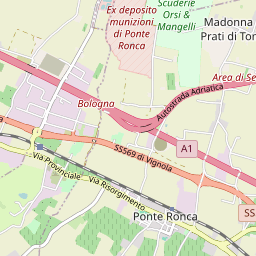 Ex deposito
munizioni
di Ponte
Ronca
Scuderie
Orsi &
Mangelli
Madonna
Prati di Tor
Area di Se
Bologna
Autostrada Adriatica
A1
SS569 di Vignola
Via Provinciale
Via Risorgimento
Ponte Ronca
SS